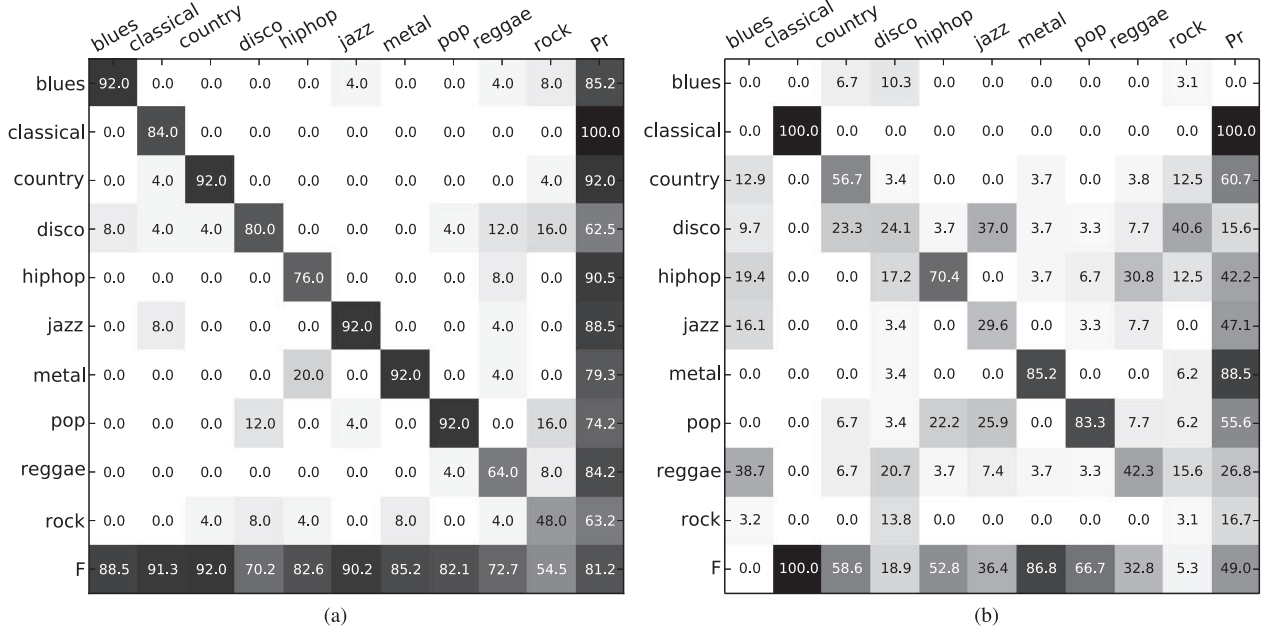 blues classical country disco hiphop jazz metal pop reggae rock Pr
blues 92.0 0.0 0.0 0.0 0.0 4.0 0.0 0.0 4.0 8.0 85.2
classical 0.0 84.0 0.0 0.0 0.0 0.0 0.0 0.0 0.0 0.0 100.0
country 0.0 4.0 92.0 0.0 0.0 0.0 0.0 0.0 0.0 4.0 92.0
disco 8.0 4.0 4.0 80.0 0.0 0.0 0.0 4.0 12.0 16.0 62.5
hiphop 0.0 0.0 0.0 0.0 76.0 0.0 0.0 0.0 8.0 0.0 90.5
jazz 0.0 8.0 0.0 0.0 0.0 92.0 0.0 0.0 4.0 0.0 88.5
metal 0.0 0.0 0.0 0.0 20.0 0.0 92.0 0.0 4.0 0.0 79.3
pop 0.0 0.0 0.0 12.0 0.0 4.0 0.0 92.0 0.0 16.0 74.2
reggae 0.0 0.0 0.0 0.0 0.0 0.0 0.0 4.0 64.0 8.0 84.2
rock 0.0 0.0 4.0 8.0 4.0 0.0 8.0 0.0 4.0 48.0 63.2
F 88.5 91.3 92.0 70.2 82.6 90.2 85.2 82.1 72.7 54.5 81.2
(a)
blues classical country disco hiphop jazz metal pop reggae rock Pr
blues 0.0 0.0 6.7 10.3 0.0 0.0 0.0 0.0 0.0 3.1 0.0
classical 0.0 100.0 0.0 0.0 0.0 0.0 0.0 0.0 0.0 0.0 100.0
country 12.9 0.0 56.7 3.4 0.0 0.0 3.7 0.0 3.8 12.5 60.7
disco 9.7 0.0 23.3 24.1 3.7 37.0 3.7 3.3 7.7 40.6 15.6
hiphop 19.4 0.0 0.0 17.2 70.4 0.0 3.7 6.7 30.8 12.5 42.2
jazz 16.1 0.0 0.0 3.4 0.0 29.6 0.0 3.3 7.7 0.0 47.1
metal 0.0 0.0 0.0 3.4 0.0 0.0 85.2 0.0 0.0 6.2 88.5
pop 0.0 0.0 6.7 3.4 22.2 25.9 0.0 83.3 7.7 6.2 55.6
reggae 38.7 0.0 6.7 20.7 3.7 7.4 3.7 3.3 42.3 15.6 26.8
rock 3.2 0.0 0.0 13.8 0.0 0.0 0.0 0.0 0.0 3.1 16.7
F 0.0 100.0 58.6 18.9 52.8 36.4 86.8 66.7 32.8 5.3 49.0
(b)